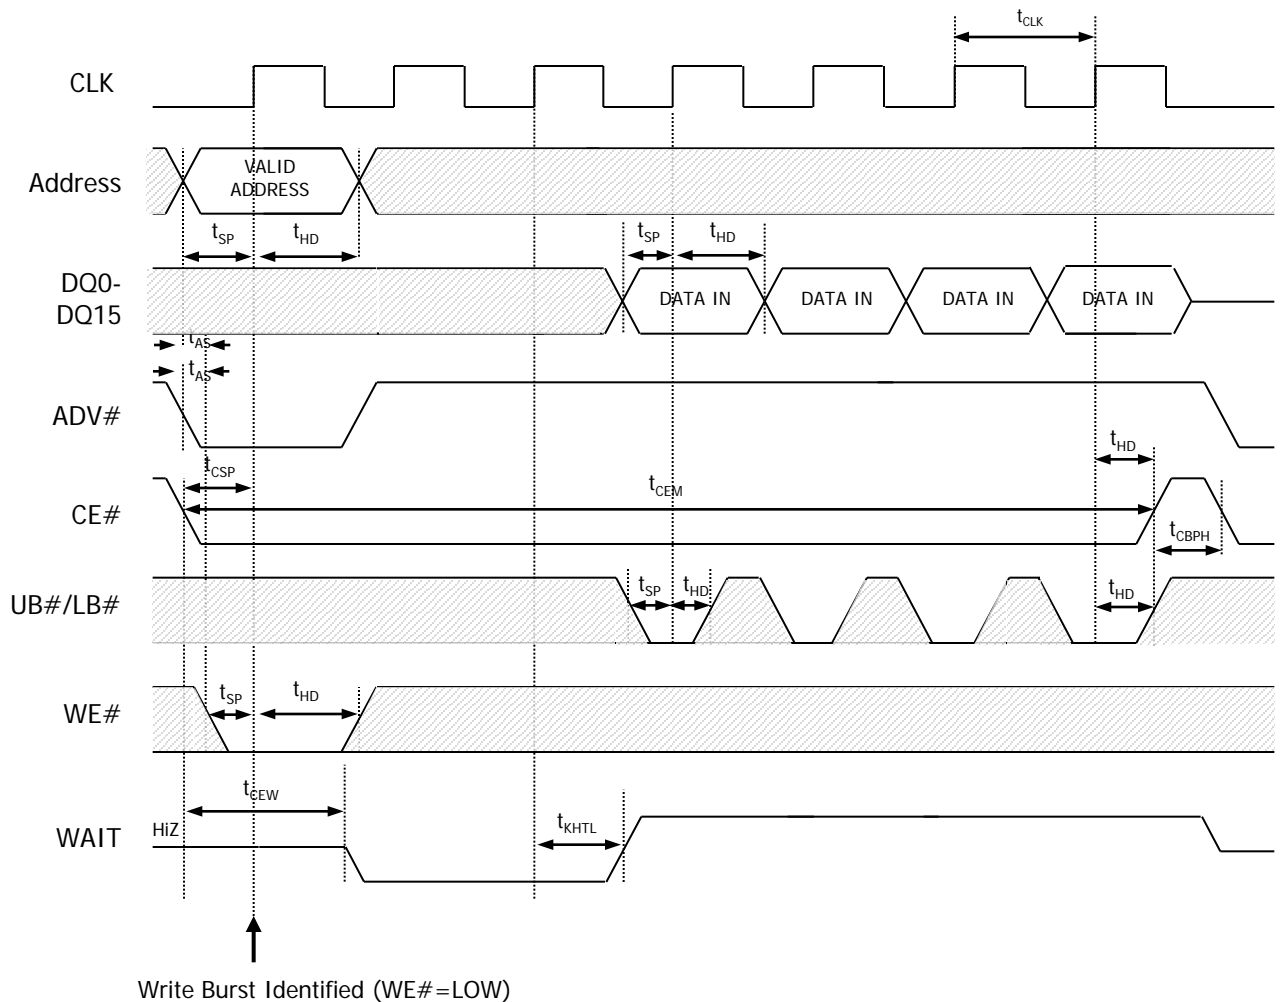 tCLK
CLK
Address
VALID
ADDRESS
tSP
tHD
tSP
tHD
DQ0-
DQ15
DATA IN
DATA IN
DATA IN
DATA IN
tAS
tAS
ADV#
tHD
tCSP
tCEM
CE#
tCBPH
UB#/LB#
tSP
tHD
tHD
WE#
tSP
tHD
tCEW
WAIT
HiZ
tKHTL
Write Burst Identified (WE#=LOW)